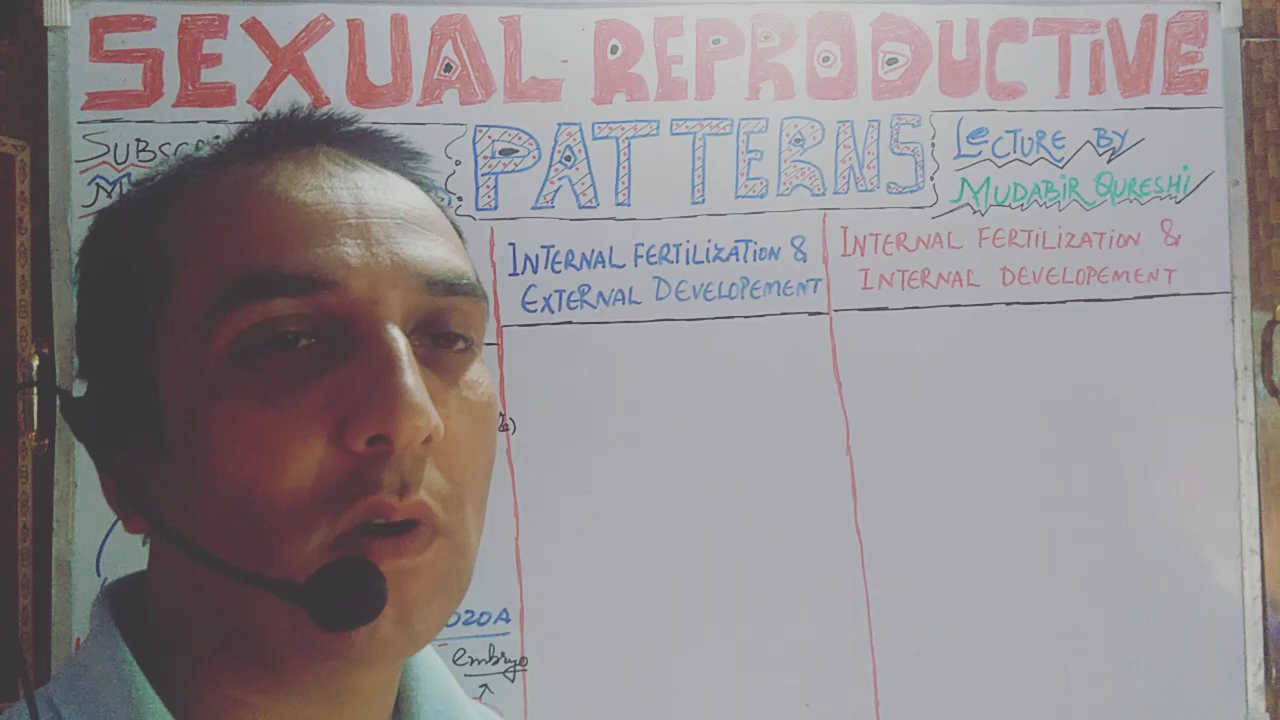 SEXUAL REPRODUCTIVE
PATTERNS
LECTURE BY
MUDABIR QURESHI
INTERNAL FERTILIZATION &
EXTERNAL DEVELOPEMENT
INTERNAL FERTILIZATION &
INTERNAL DEVELOPEMENT
embryo